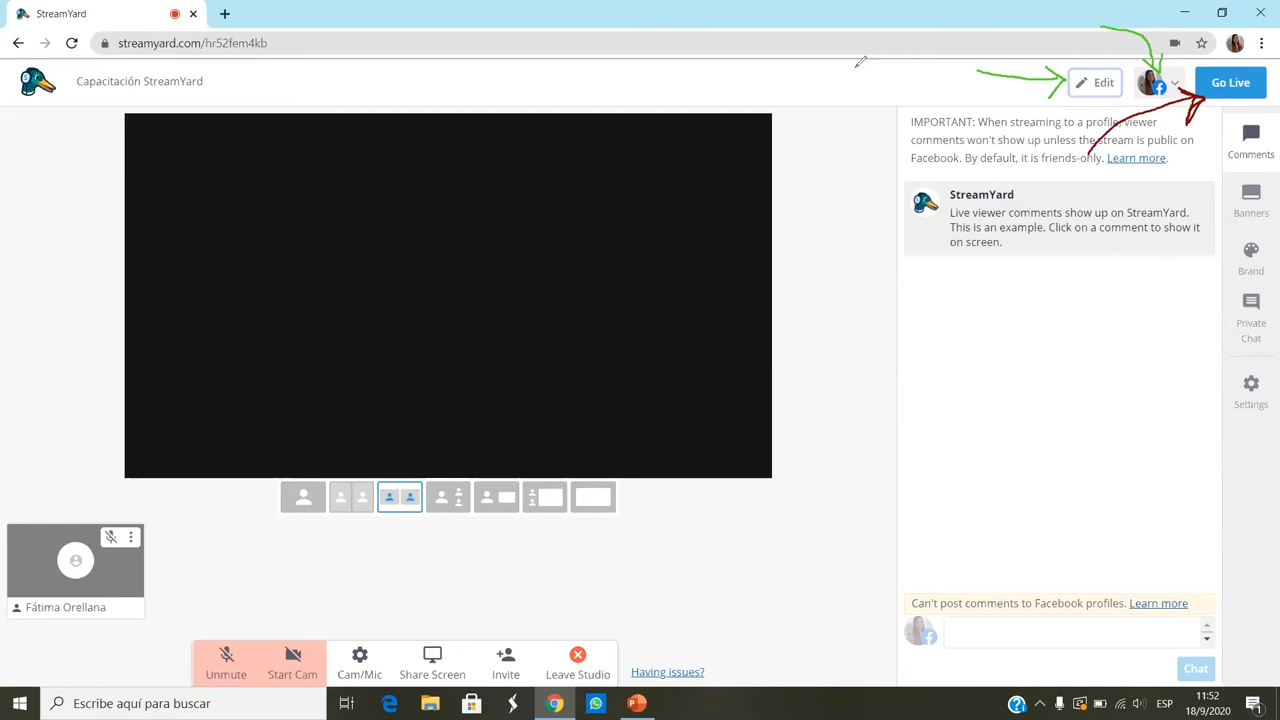 StreamYard
streamyard.com/hr52fem4kb
Capacitación StreamYard
Edit
Go Live
IMPORTANT: When streaming to a profile, viewer
comments won't show up unless the stream is public on
Facebook. By default, it is friends-only. Learn more.
StreamYard
Live viewer comments show up on StreamYard.
This is an example. Click on a comment to show it
on screen.
Comments
Banners
Brand
Private
Chat
Settings
Fátima Orellana
Can't post comments to Facebook profiles. Learn more
Chat
Unmute
Start Cam
Cam/Mic
Share Screen
Invite
Leave Studio
Having issues?
Escribe aquí para buscar
ESP
11:52
18/9/2020
1